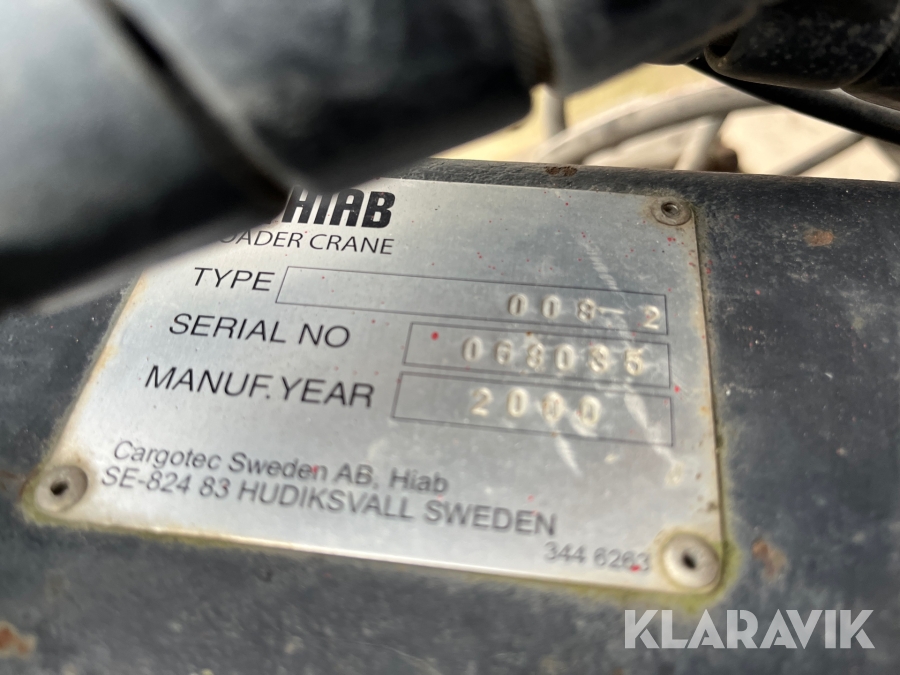 HIAB
LOADER CRANE
TYPE 008-2
SERIAL NO
MANUF. YEAR 2000
Cargotec Sweden AB, Hiab
SE-824 83 HUDIKSVALL SWEDEN
344 6263
KLARAVIK